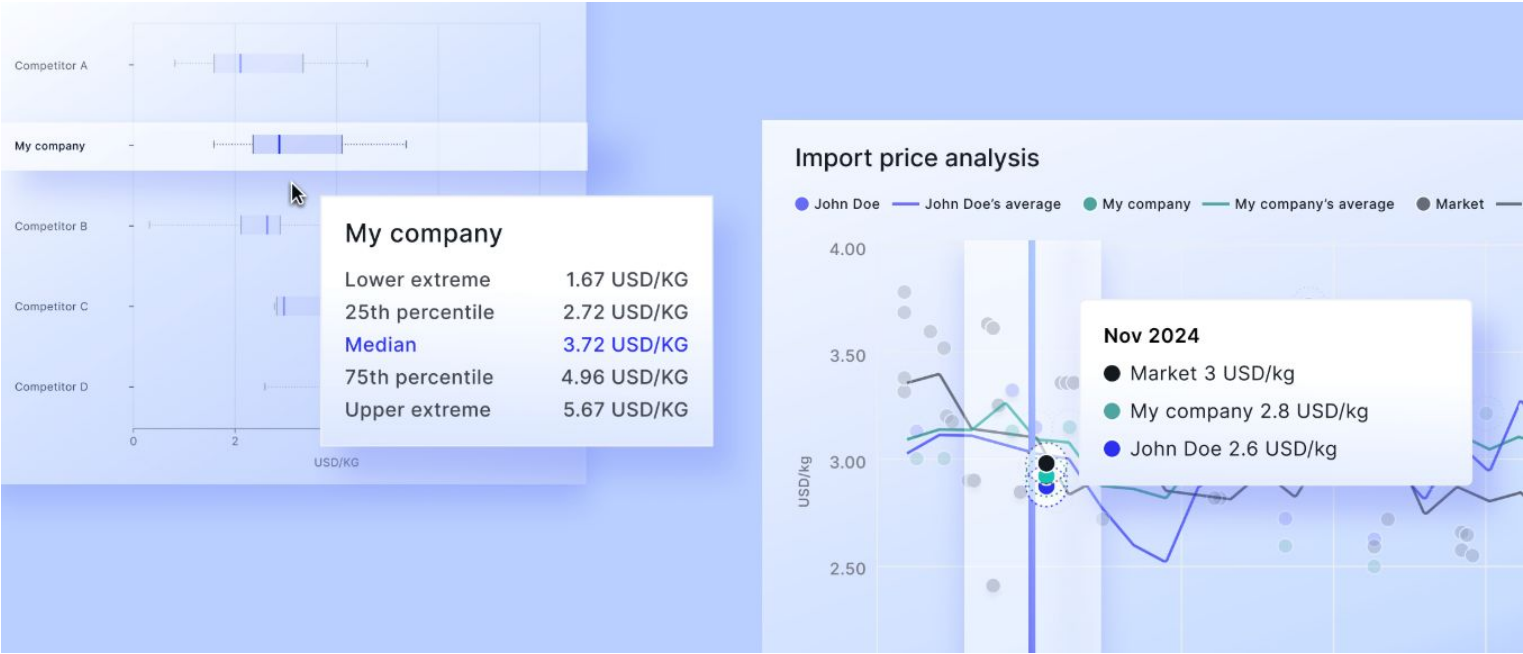 Competitor A
My company
Competitor B
Competitor C
Competitor D
0
2
USD/KG
My company
Lower extreme 1.67 USD/KG
25th percentile 2.72 USD/KG
Median 3.72 USD/KG
75th percentile 4.96 USD/KG
Upper extreme 5.67 USD/KG
Import price analysis
John Doe John Doe's average My company My company's average Market
4.00
3.50
3.00
2.50
USD/kg
Nov 2024
Market 3 USD/kg
My company 2.8 USD/kg
John Doe 2.6 USD/kg